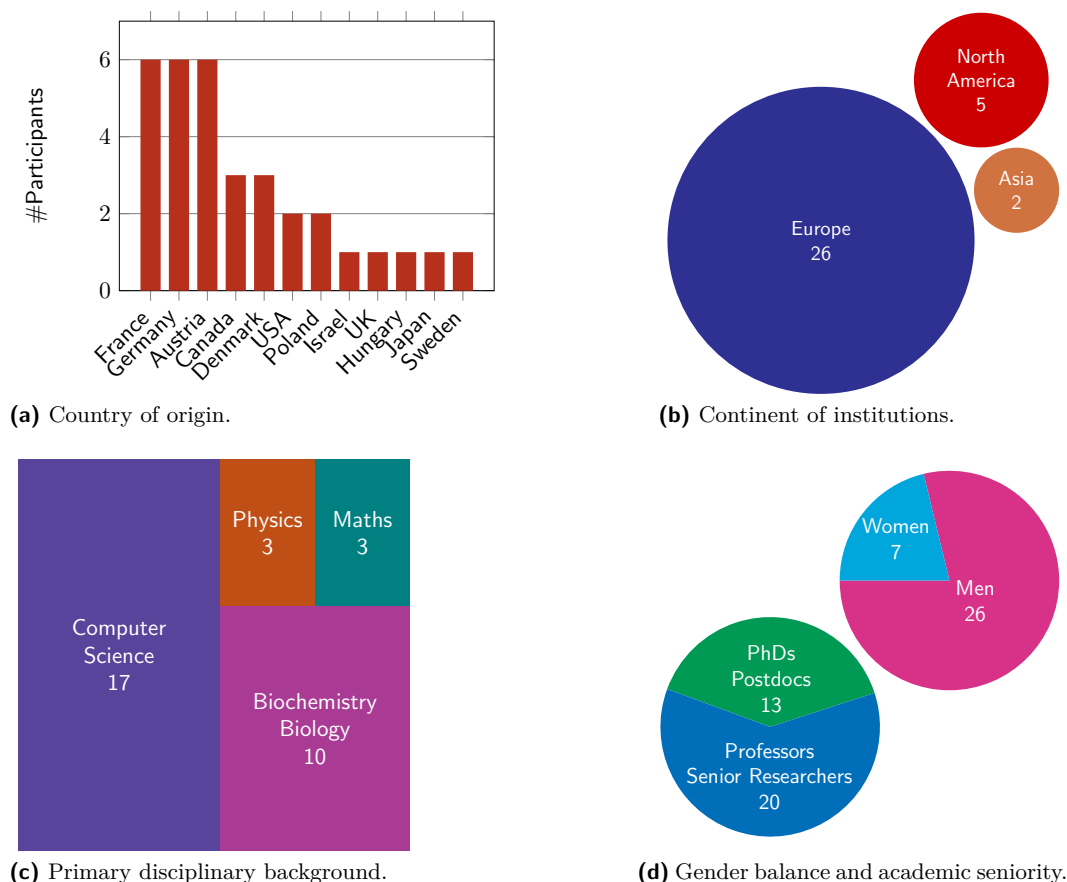 #Participants
6
4
2
0
France
Germany
Austria
Canada
Denmark
USA
Poland
Israel
UK
Hungary
Japan
Sweden
(a) Country of origin.
North
America
5
Asia
2
Europe
26
(b) Continent of institutions.
Computer
Science
17
Physics
3
Maths
3
Biochemistry
Biology
10
(c) Primary disciplinary background.
Women
7
Men
26
PhDs
Postdocs
13
Professors
Senior Researchers
20
(d) Gender balance and academic seniority.